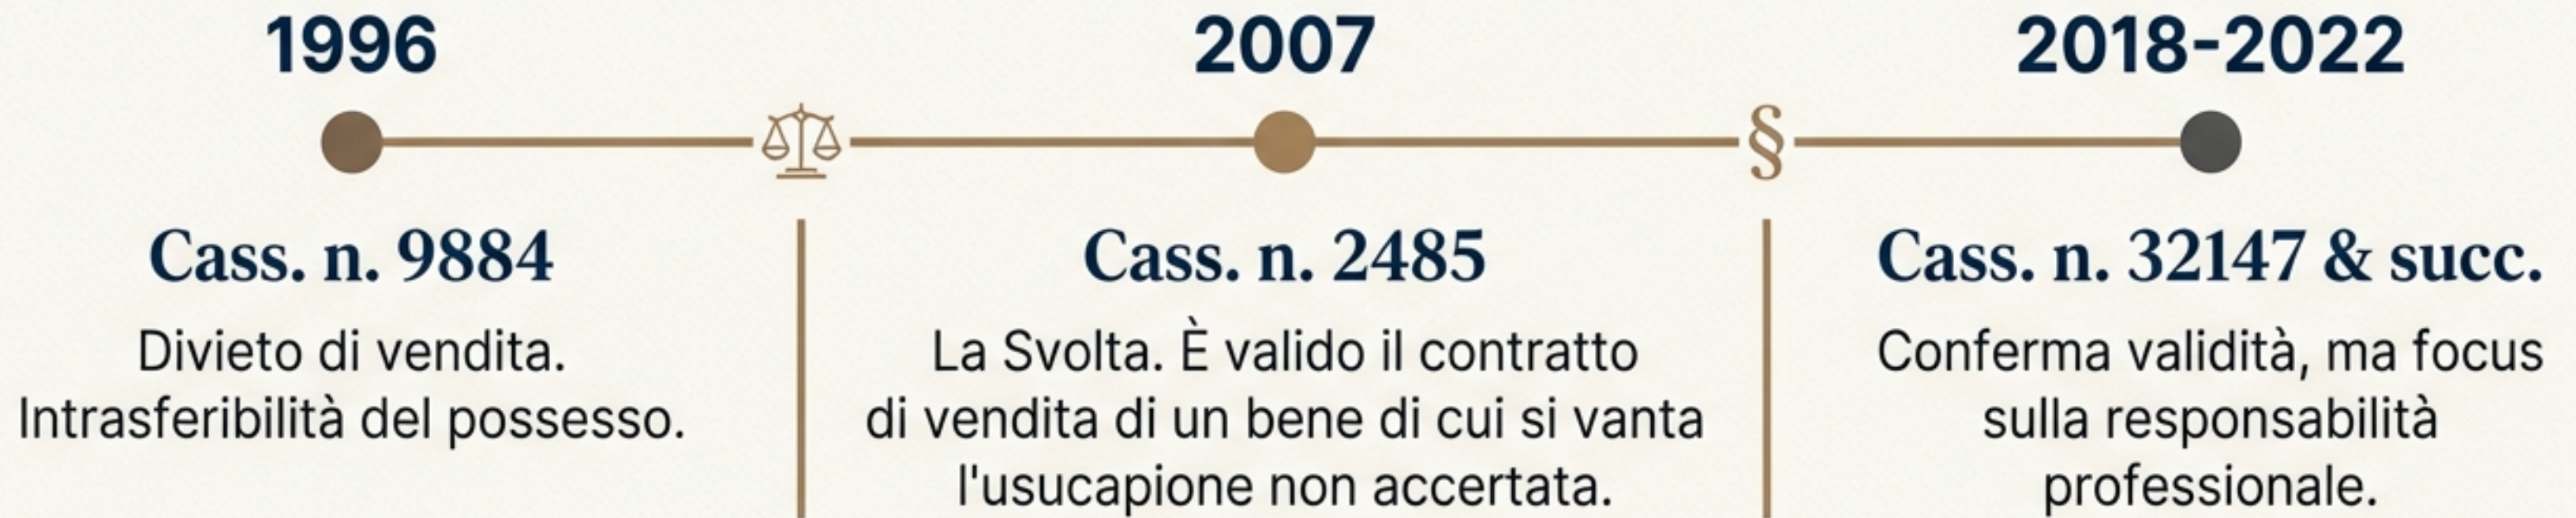 1996
2007
2018-2022
§
Cass. n. 9884
Divieto di vendita.
Intrasferibilità del possesso.
Cass. n. 2485
La Svolta. È valido il contratto
di vendita di un bene di cui si vanta
l'usucapione non accertata.
Cass. n. 32147 & succ.
Conferma validità, ma focus
sulla responsabilità
professionale.